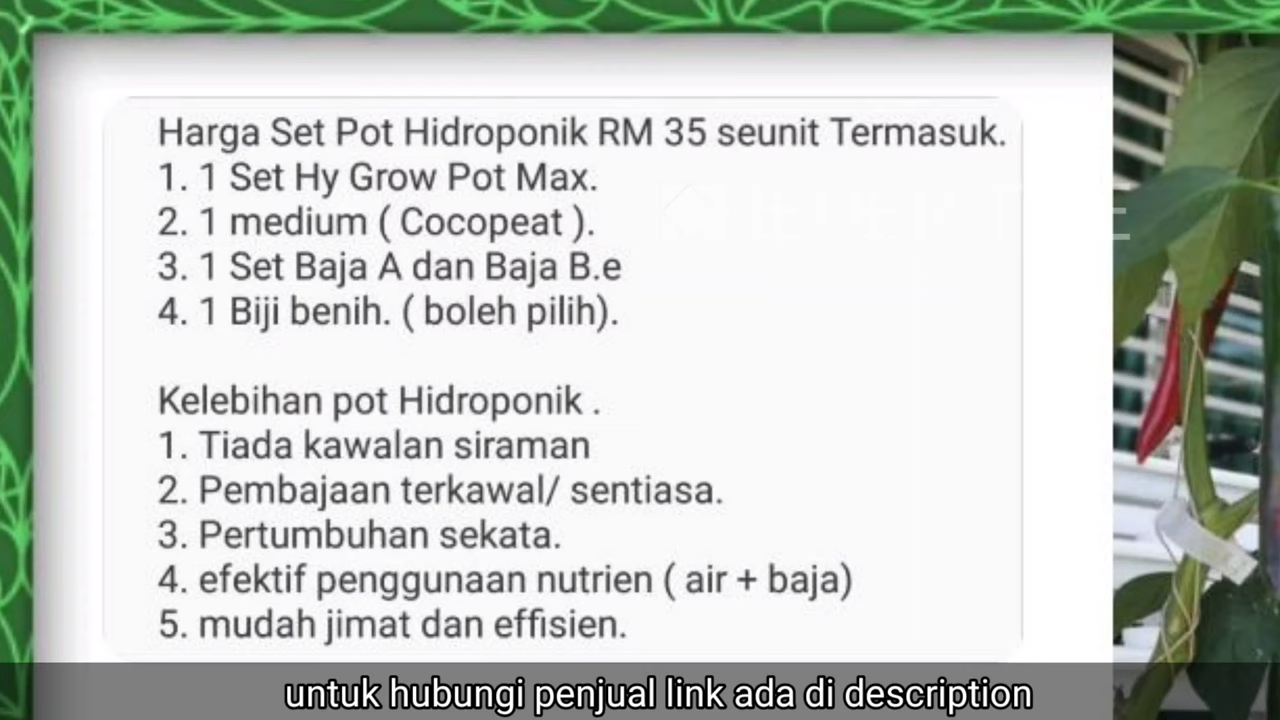 Harga Set Pot Hidroponik RM 35 seunit Termasuk.
1. 1 Set Hy Grow Pot Max.
2. 1 medium ( Cocopeat ).
3. 1 Set Baja A dan Baja B.e
4. 1 Biji benih. ( boleh pilih).
Kelebihan pot Hidroponik .
1. Tiada kawalan siraman
2. Pembajaan terkawal/ sentiasa.
3. Pertumbuhan sekata.
4. efektif penggunaan nutrien ( air + baja)
5. mudah jimat dan effisien.
untuk hubungi penjual link ada di description